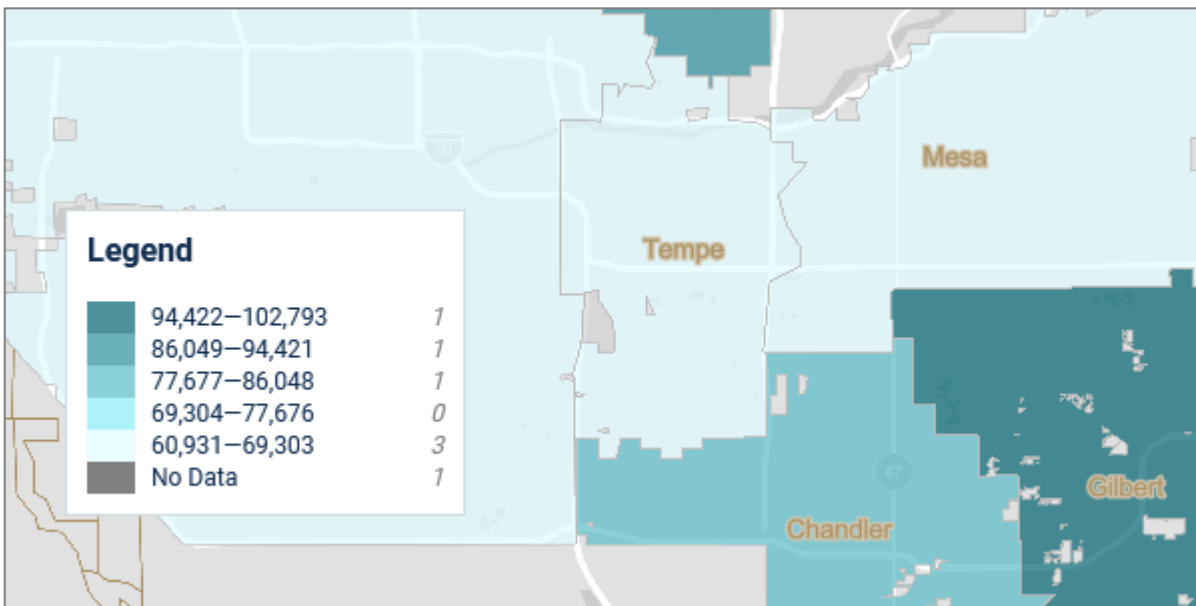 10
Mesa
Tempe
Legend
94,422—102,793 1
86,049—94,421 1
77,677—86,048 1
69,304—77,676 0
60,931—69,303 3
No Data 1
87
Gilbert
Chandler